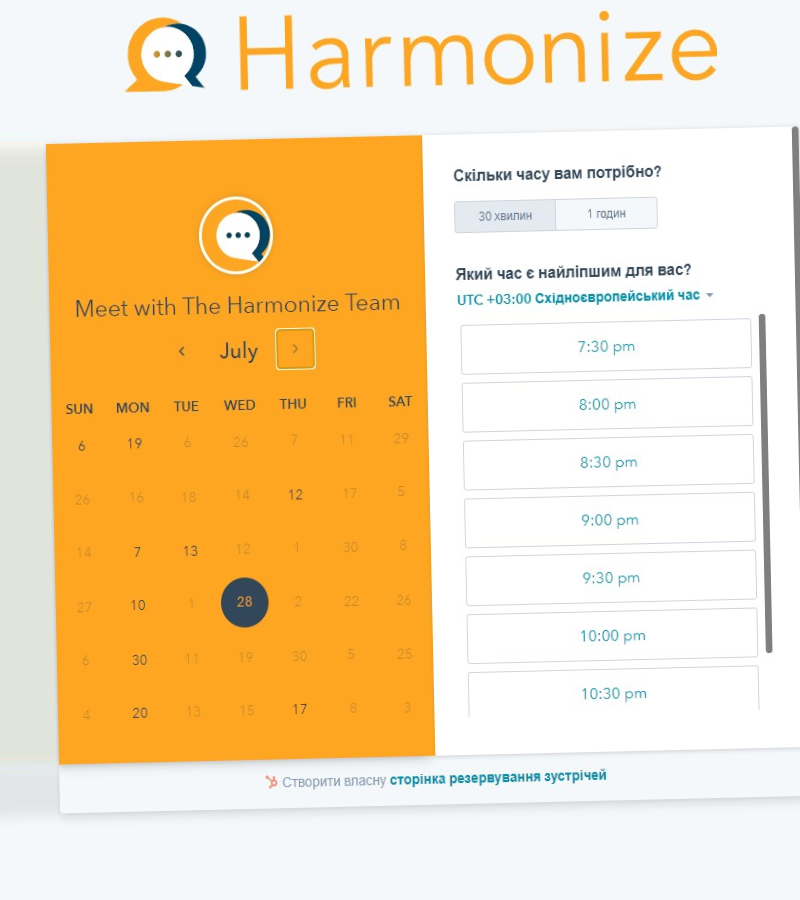 Harmonize
Meet with The Harmonize Team
July
SUN MON TUE WED THU FRI SAT
6 19 6 26 7 11 29
26 16 18 14 12 17 5
14 7 13 12 1 30 8
27 10 1 28 2 22 26
6 30 11 19 30 5 25
4 20 13 15 17 8 3
Скільки часу вам потрібно?
30 хвилин 1 годин
Який час є найліпшим для вас?
UTC +03:00 Східноєвропейський час
7:30 pm
8:00 pm
8:30 pm
9:00 pm
9:30 pm
10:00 pm
10:30 pm
Створити власну сторінка резервування зустрічей